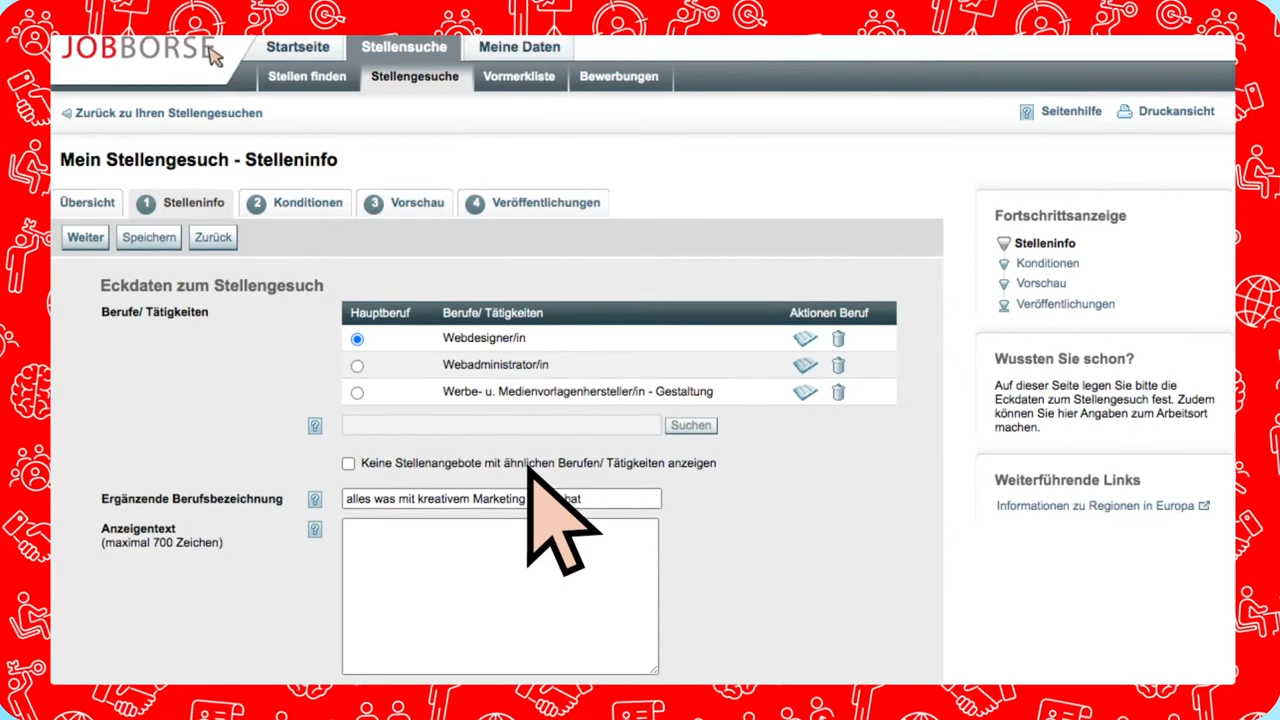 JOBBÖRSE
Startseite
Stellensuche
Meine Daten
Stellen finden
Stellengesuche
Vormerkliste
Bewerbungen
Zurück zu Ihren Stellengesuchen
Seitenhilfe
Druckansicht
Mein Stellengesuch - Stelleninfo
Übersicht
1 Stelleninfo
2 Konditionen
3 Vorschau
4 Veröffentlichungen
Weiter
Speichern
Zurück
Eckdaten zum Stellengesuch
Berufe/ Tätigkeiten
Hauptberuf
Berufe/ Tätigkeiten
Aktionen Beruf
Webdesigner/in
Webadministrator/in
Werbe- u. Medienvorlagenhersteller/in - Gestaltung
Suchen
Keine Stellenangebote mit ähnlichen Berufen/ Tätigkeiten anzeigen
Ergänzende Berufsbezeichnung
alles was mit kreativem Marketing hat
Anzeigentext
(maximal 700 Zeichen)
Fortschrittsanzeige
Stelleninfo
Konditionen
Vorschau
Veröffentlichungen
Wussten Sie schon?
Auf dieser Seite legen Sie bitte die
Eckdaten zum Stellengesuch fest. Zudem
können Sie hier Angaben zum Arbeitsort
machen.
Weiterführende Links
Informationen zu Regionen in Europa